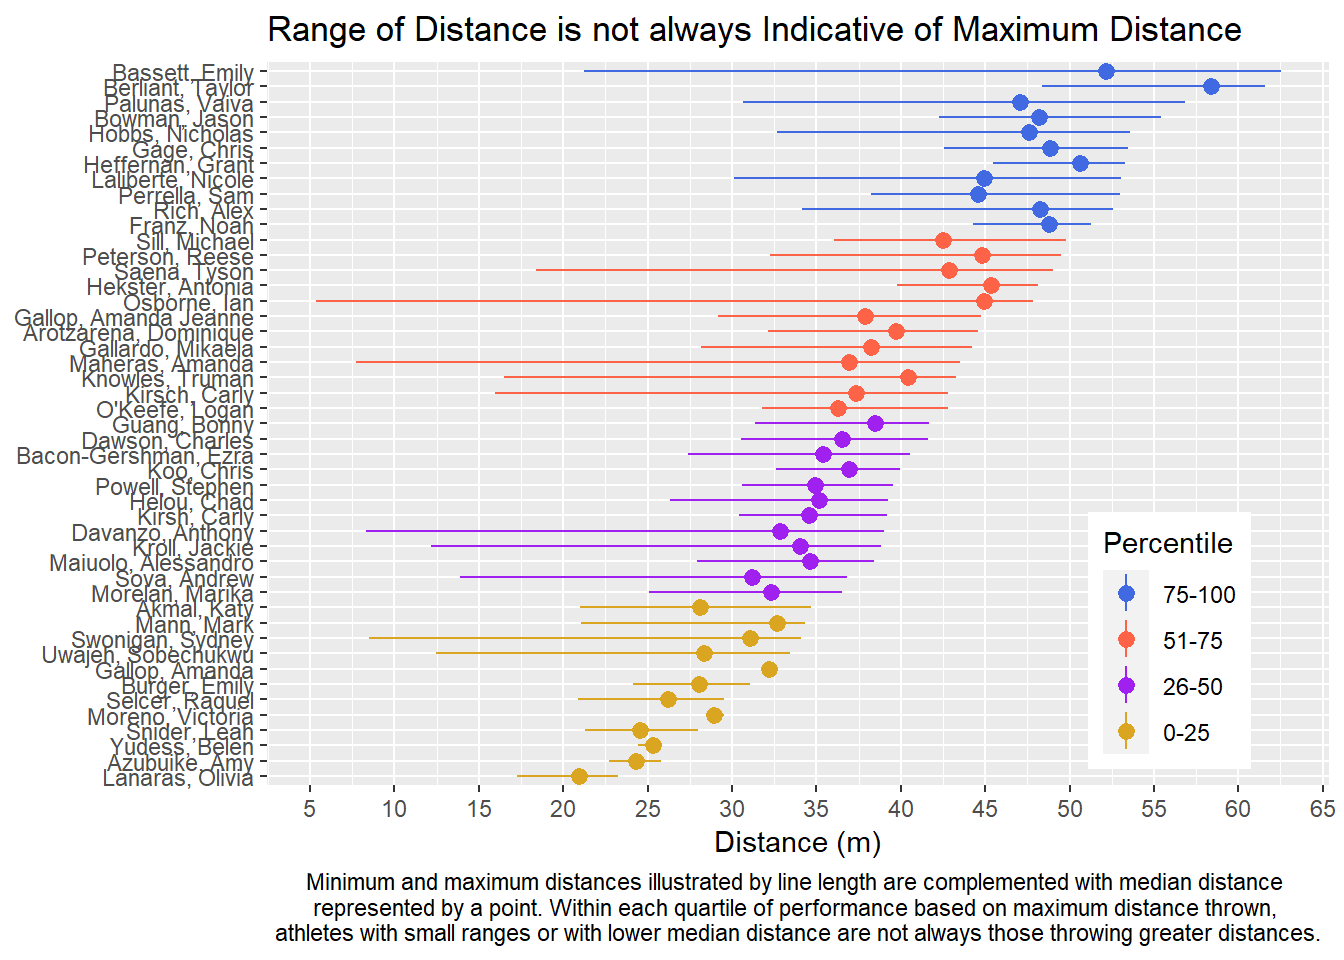 Range of Distance is not always Indicative of Maximum Distance
Bassett, Emily
Berliant, Taylor
Palunas, Vaiva
Bowman, Jason
Hobbs, Nicholas
Gage, Chris
Heffernan, Grant
Laliberte, Nicole
Perrella, Sam
Rich, Alex
Franz, Noah
Sill, Michael
Peterson, Reese
Saena, Tyson
Hekster, Antonia
Osborne, Ian
Gallop, Amanda Jeanne
Arotzarena, Dominique
Gallardo, Mikaela
Maheras, Amanda
Knowles, Truman
Kirsch, Carly
O'Keefe, Logan
Guang, Bonny
Dawson, Charles
Bacon-Gershman, Ezra
Koo, Chris
Powell, Stephen
Helou, Chad
Kirsh, Carly
Davanzo, Anthony
Kroll, Jackie
Maiuolo, Alessandro
Sova, Andrew
Morelan, Marika
Akmal, Katy
Mann, Mark
Swonigan, Sydney
Uwajeh, Sobechukwu
Gallop, Amanda
Burger, Emily
Selcer, Raquel
Moreno, Victoria
Snider, Leah
Yudess, Belen
Azubuike, Amy
Lanaras, Olivia
Percentile
75-100
51-75
26-50
0-25
5 10 15 20 25 30 35 40 45 50 55 60 65
Distance (m)
Minimum and maximum distances illustrated by line length are complemented with median distance
represented by a point. Within each quartile of performance based on maximum distance thrown,
athletes with small ranges or with lower median distance are not always those throwing greater distances.